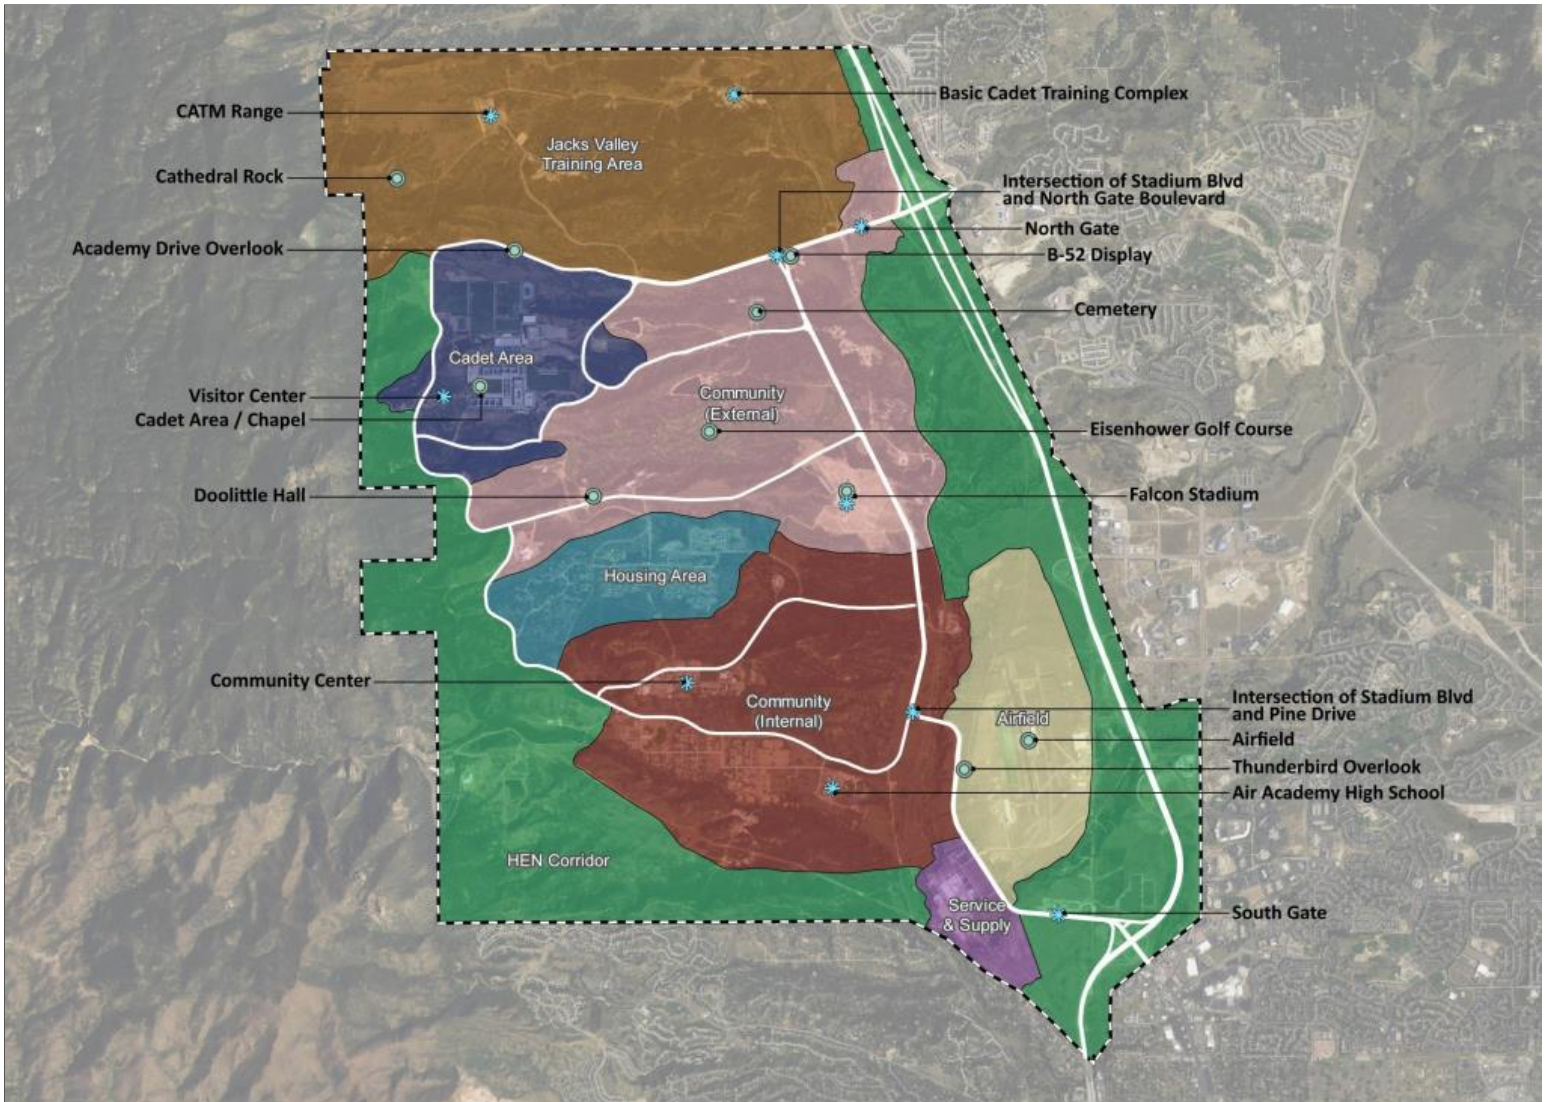 CATM Range
Basic Cadet Training Complex
Jacks Valley
Training Area
Cathedral Rock
Intersection of Stadium Blvd
and North Gate Boulevard
North Gate
Academy Drive Overlook
B-52 Display
Cemetery
Cadet Area
Visitor Center
Cadet Area / Chapel
Community
(External)
Eisenhower Golf Course
Doolittle Hall
Falcon Stadium
Housing Area
Community Center
Community
(Internal)
Intersection of Stadium Blvd
and Pine Drive
Airfield
Airfield
Thunderbird Overlook
Air Academy High School
HEN Corridor
Service
& Supply
South Gate